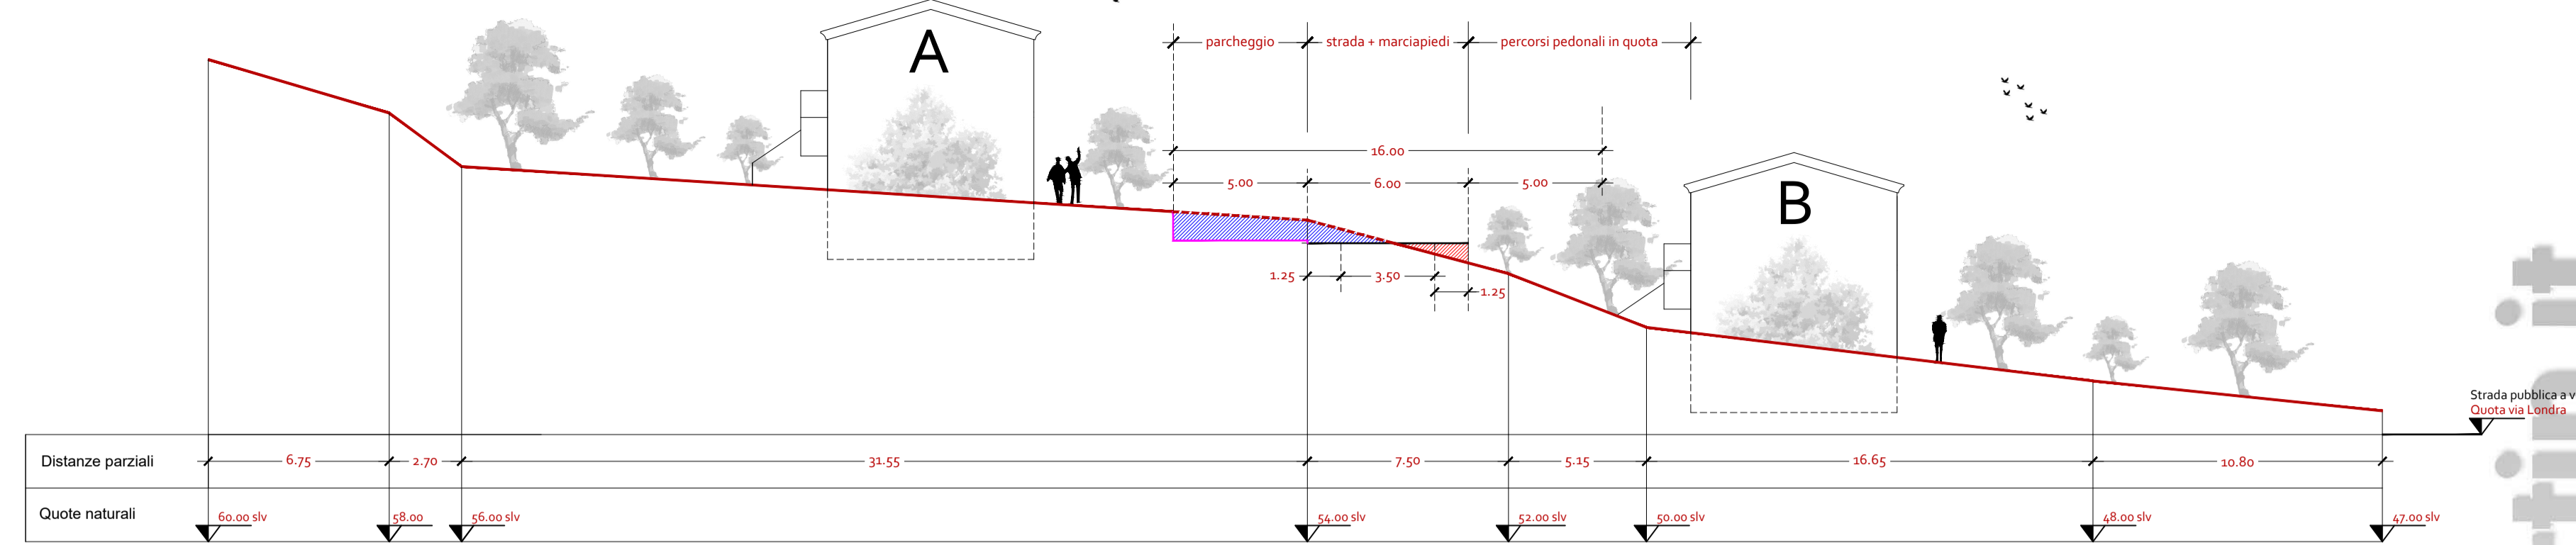 A
parcheggio
strada + marciapiedi
percorsi pedonali in quota
16.00
5.00
6.00
5.00
B
1.25
3.50
1.25
Strada pubblica a v
Quota via Londra
Distanze parziali
6.75
2.70
31.55
7.50
5.15
16.65
10.80
Quote naturali
60.00 slv
58.00
56.00 slv
54.00 slv
52.00 slv
50.00 slv
48.00 slv
47.00 slv